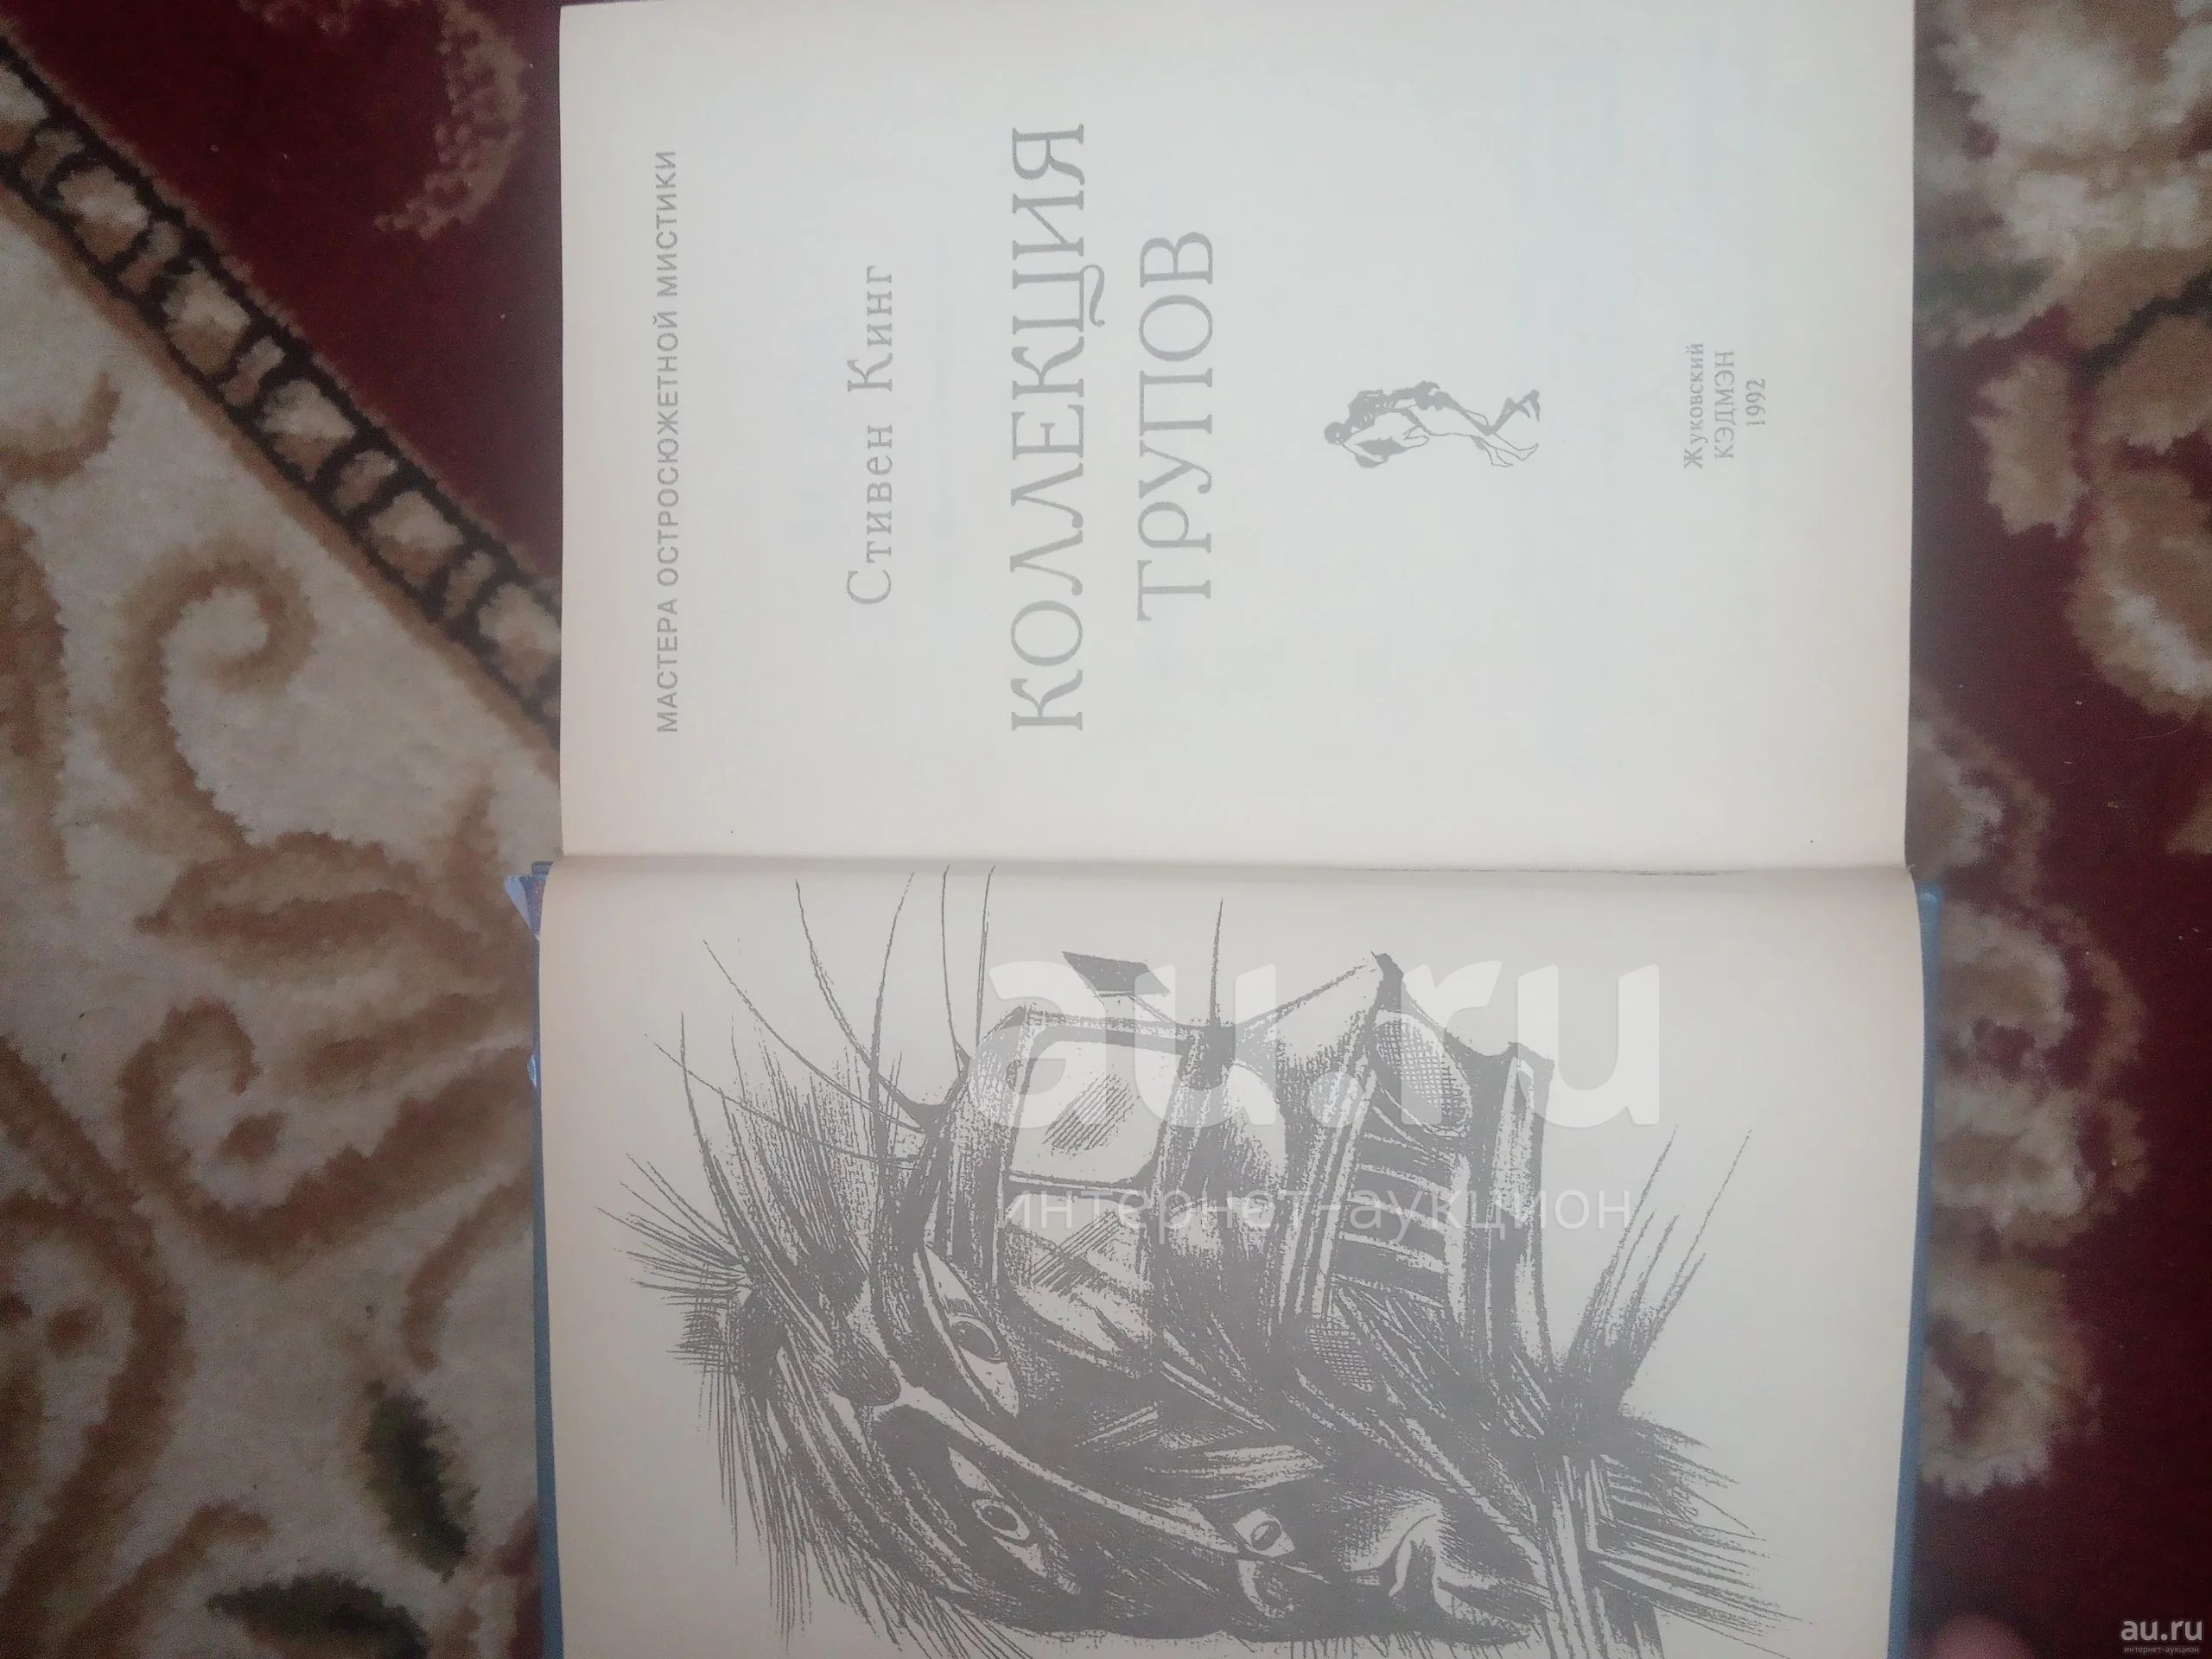 МАСТЕРА ОСТРОСЮЖЕТНОЙ МИСТИКИ
Стивен Кинг
КОЛЛЕКЦИЯ
ТРУПОВ
Жуковский
КЭДМЭН
1992
au.ru
интернет-аукцион
au.ru
интернет-аукцион